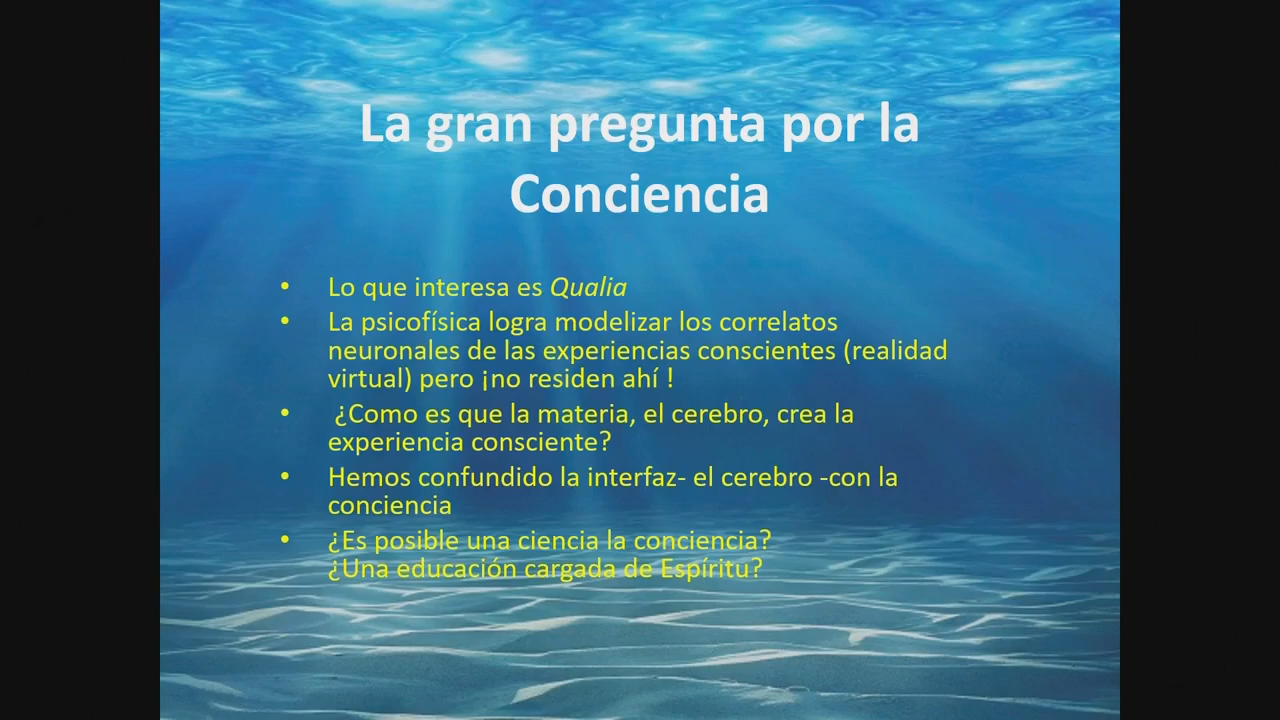 La gran pregunta por la
Conciencia
• Lo que interesa es Qualia
• La psicofísica logra modelizar los correlatos
neuronales de las experiencias conscientes (realidad
virtual) pero ¡no residen ahí !
• ¿Como es que la materia, el cerebro, crea la
experiencia consciente?
• Hemos confundido la interfaz- el cerebro -con la
conciencia
• ¿Es posible una ciencia la conciencia?
¿Una educación cargada de Espíritu?